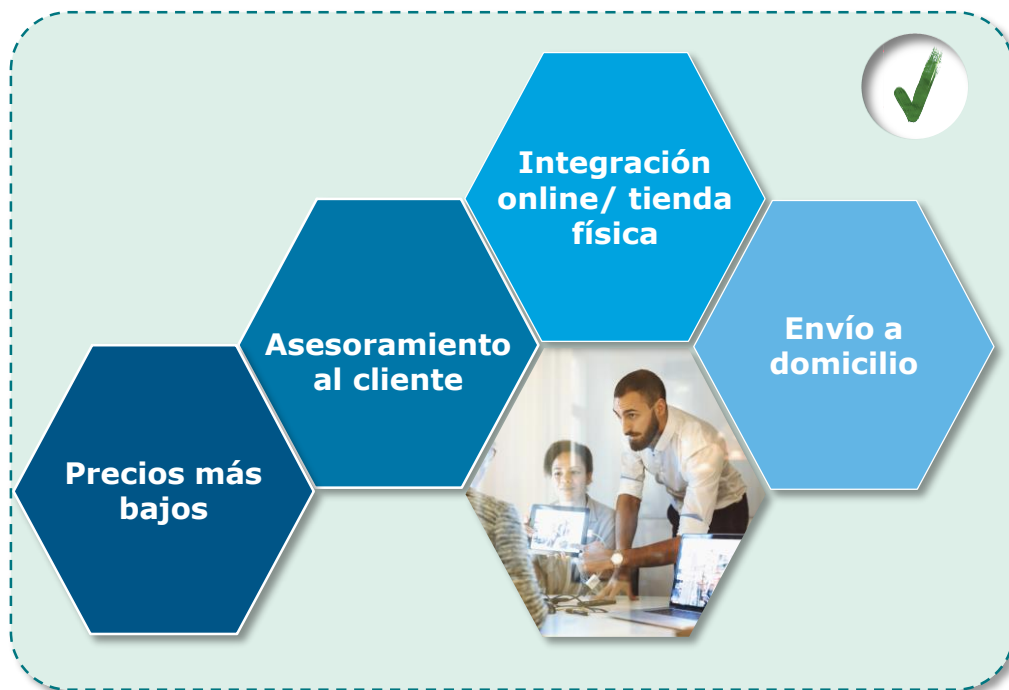 Integración
online/ tienda
física
Asesoramiento
al cliente
Envío a
domicilio
Precios más
bajos